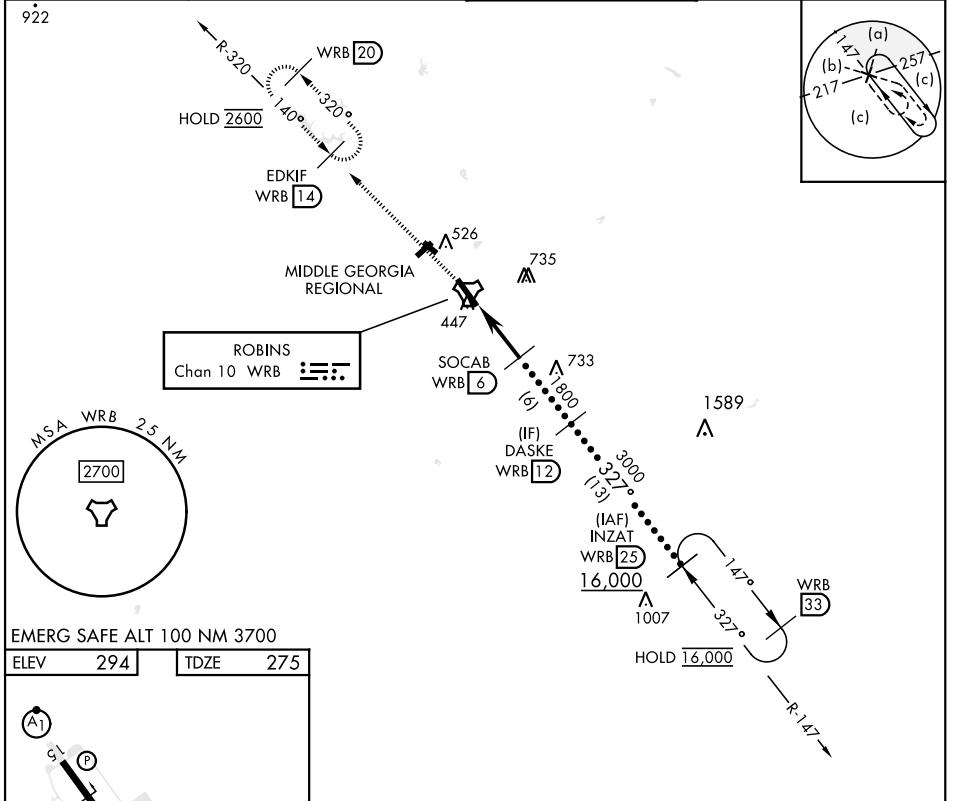 922
R-320
WRB 20
320°
140°
HOLD 2600
EDKIF
WRB 14
(a)
147
257
(b)
(c)
217
(c)
526
MIDDLE GEORGIA
REGIONAL
735
447
ROBINS
Chan 10 WRB
SOCAB
WRB 6
733
1800
(6)
1589
(IF)
DASKE
WRB 12
3000
327°
(13)
MSA WRB 25 NM
2700
(IAF)
INZAT
WRB 25
16,000
1007
147°
WRB
33
327°
HOLD 16,000
R-147
EMERG SAFE ALT 100 NM 3700
ELEV 294
TDZE 275
A1
15
P